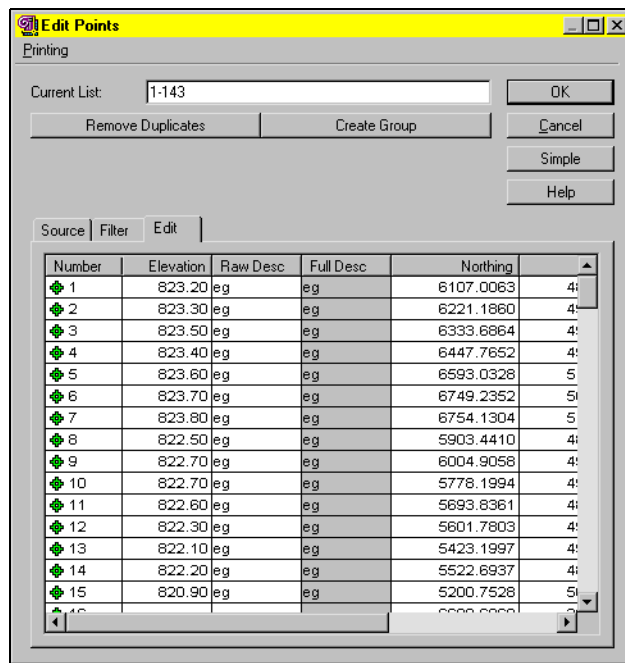 Edit Points
Printing
Current List: 1-143 OK
Remove Duplicates Create Group Cancel
Simple
Help
Source Filter Edit
Number Elevation Raw Desc Full Desc Northing
1 823.20 eg eg 6107.0063
2 823.30 eg eg 6221.1860
3 823.50 eg eg 6333.6864
4 823.40 eg eg 6447.7652
5 823.60 eg eg 6593.0328
6 823.70 eg eg 6749.2352
7 823.80 eg eg 6754.1304
8 822.50 eg eg 5903.4410
9 822.70 eg eg 6004.9058
10 822.70 eg eg 5778.1994
11 822.60 eg eg 5693.8361
12 822.30 eg eg 5601.7803
13 822.10 eg eg 5423.1997
14 822.20 eg eg 5522.6937
15 820.90 eg eg 5200.7528